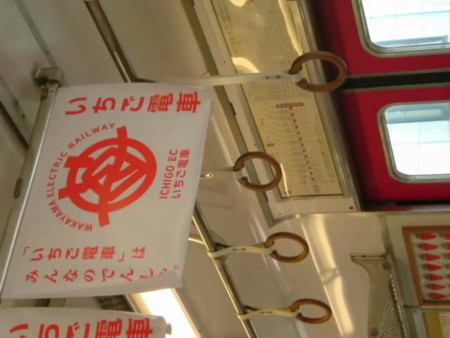 いちご電車
WAKAYAMA ELECTRIC RAILWAY
ICHIGO EC
いちご電車
「いちご電車」は
みんなのでんしゃ。
いちご電車